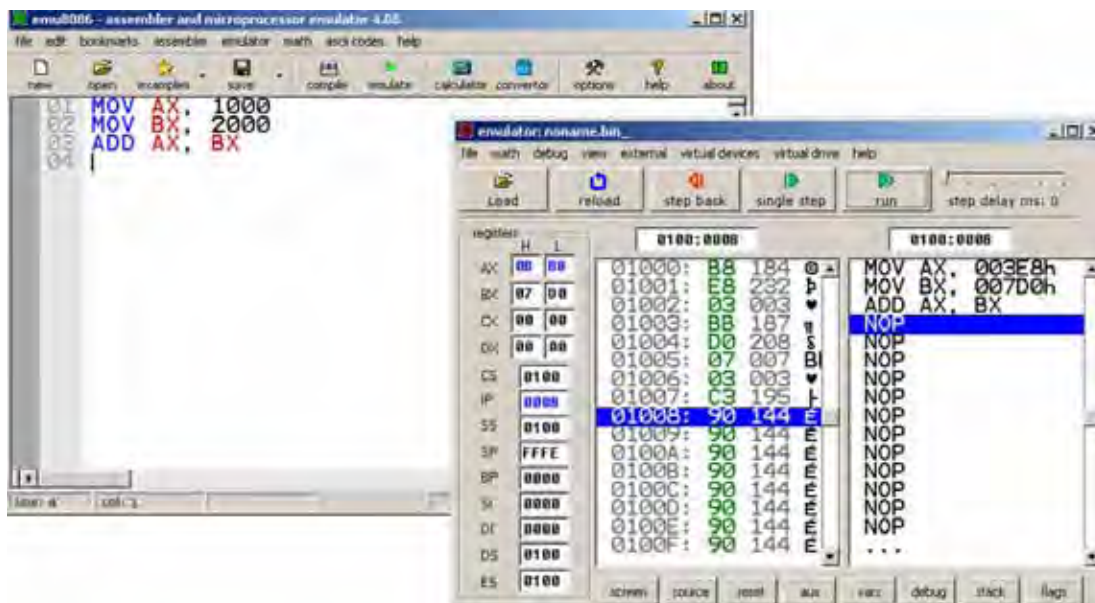 emu8086 - assembler and microprocessor emulator 4.08
file edit bookmarks assembler emulator math ascii codes help
new open examples save compile emulate calculator convertor options help about
01 MOV AX, 1000
02 MOV BX, 2000
03 ADD AX, BX
04
line: 4 col: 1
emulator: noname.bin_
file math debug view external virtual devices virtual drive help
Load reload step back single step run step delay ms: 0
registers
H L
AX 0B B8
BX 07 D0
CX 00 00
DX 00 00
CS 0100
IP 0008
SS 0100
SP FFFE
BP 0000
SI 0000
DI 0000
DS 0100
ES 0100
0100:0008
01000: B8 184
01001: E8 232
01002: 03 003 ♥
01003: BB 187
01004: D0 208
01005: 07 007
01006: 03 003 ♥
01007: C3 195
01008: 90 144 É
01009: 90 144 É
0100A: 90 144 É
0100B: 90 144 É
0100C: 90 144 É
0100D: 90 144 É
0100E: 90 144 É
0100F: 90 144 É
0100:0008
MOV AX, 003E8h
MOV BX, 007D0h
ADD AX, BX
NOP
NOP
NOP
NOP
NOP
NOP
NOP
NOP
NOP
NOP
NOP
NOP
...
screen source reset aux vars debug stack flags